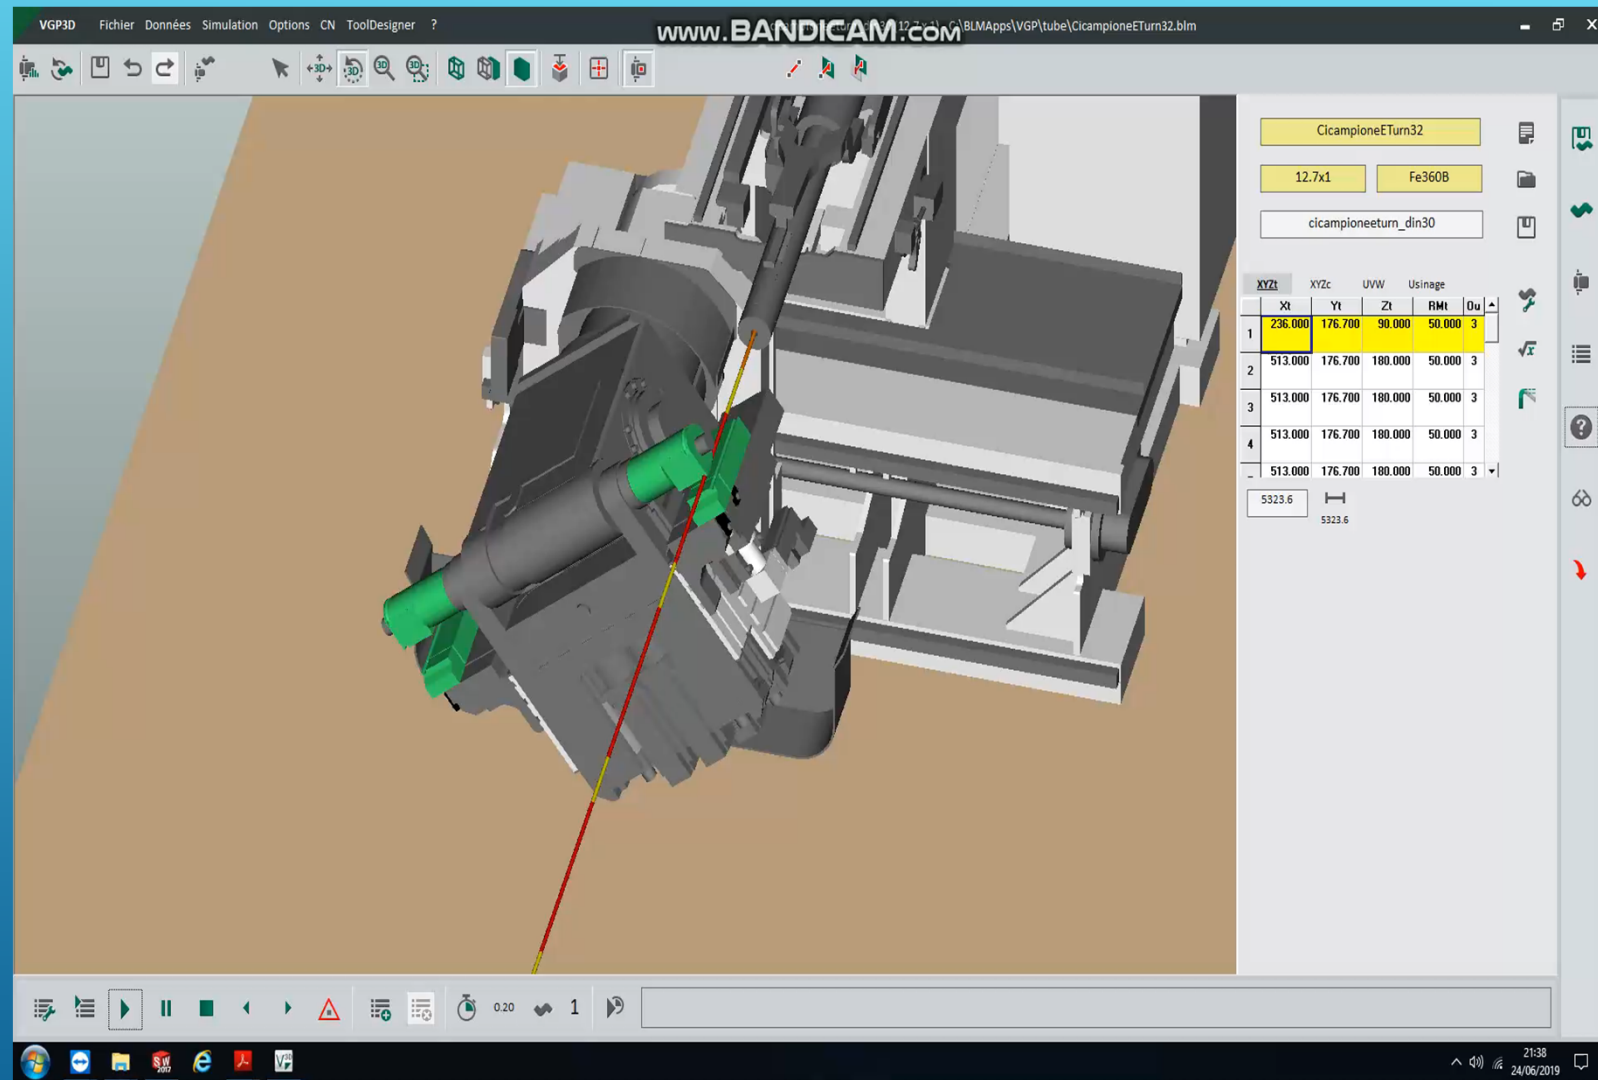 VGP3D Fichier Données Simulation Options CN ToolDesigner ?
www.BANDICAM.com
\BLMApps\VGP\tube\CicampioneETurn32.blm
CicampioneETurn32
12.7x1 Fe360B
cicampioneeturn_din30
XYZt XYZc UVW Usinage
Xt Yt Zt RMt Ou
1 236.000 176.700 90.000 50.000 3
2 513.000 176.700 180.000 50.000 3
3 513.000 176.700 180.000 50.000 3
4 513.000 176.700 180.000 50.000 3
513.000 176.700 180.000 50.000 3
5323.6
5323.6
0.20 1
21:38
24/06/2019